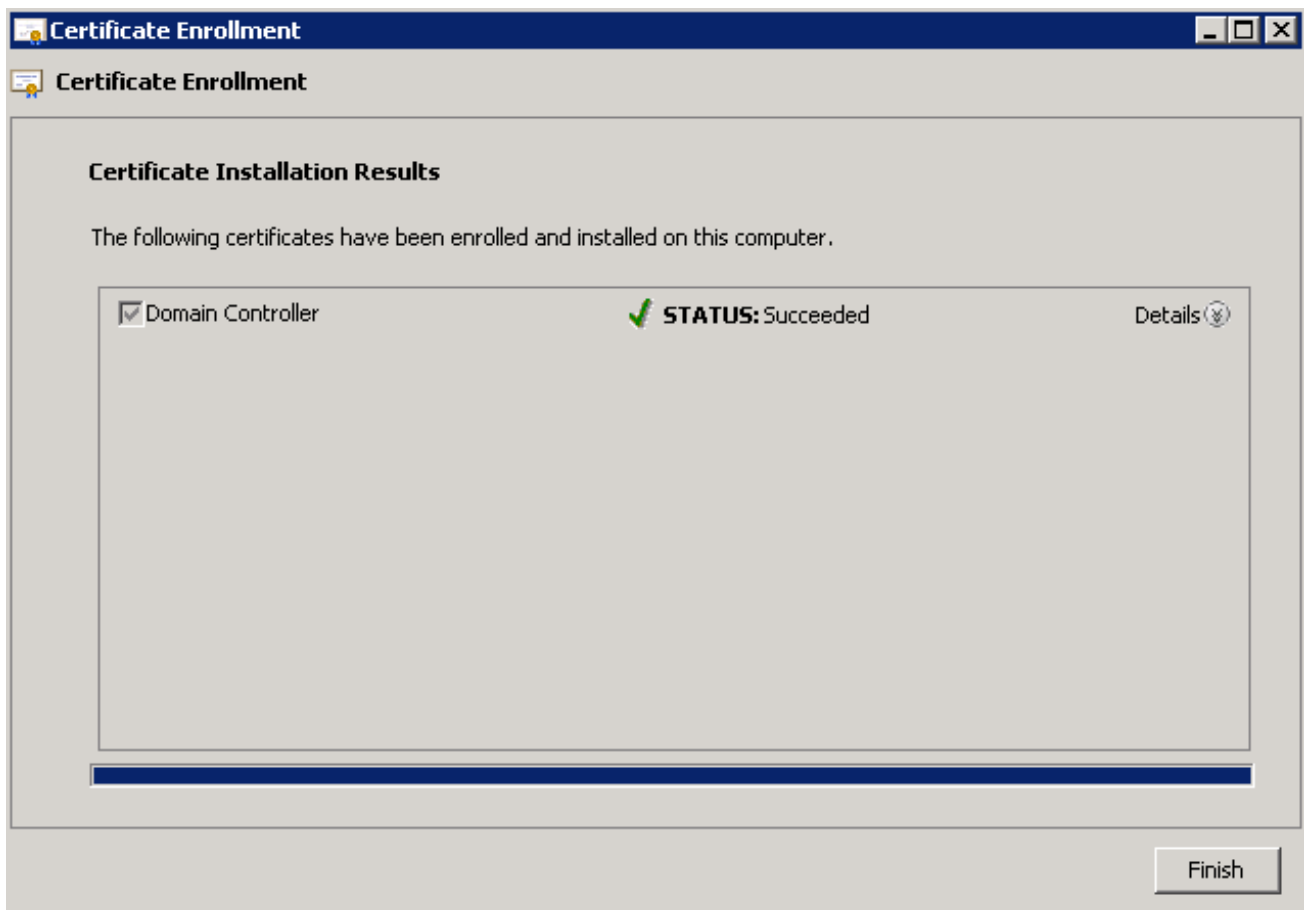 Certificate Enrollment
Certificate Enrollment
Certificate Installation Results
The following certificates have been enrolled and installed on this computer.
Domain Controller STATUS: Succeeded Details
Finish